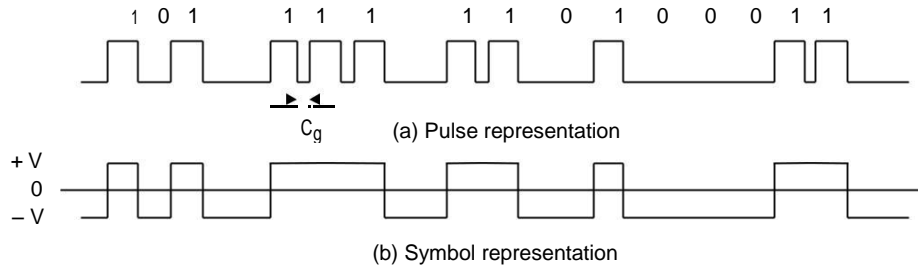 1 0 1 1 1 1 1 1 0 1 0 0 0 1 1
Cg
(a) Pulse representation
+ V
0
– V
(b) Symbol representation